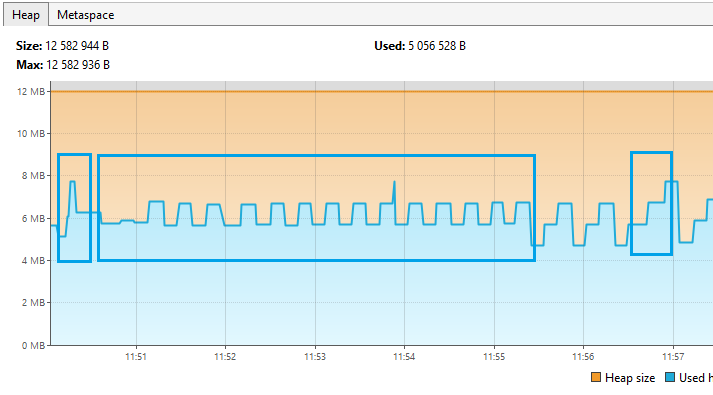 Heap Metaspace
Size: 12 582 944 B Used: 5 056 528 B
Max: 12 582 936 B
12 MB
10 MB
8 MB
6 MB
4 MB
2 MB
0 MB
11:51 11:52 11:53 11:54 11:55 11:56 11:57
Heap size Used h